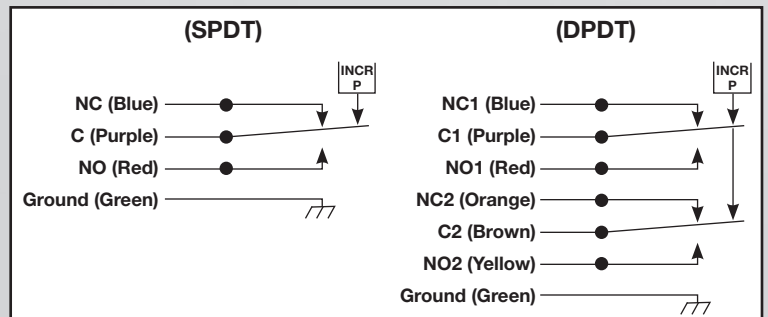 (SPDT)
INCR
P
NC (Blue)
C (Purple)
NO (Red)
Ground (Green)
(DPDT)
INCR
P
NC1 (Blue)
C1 (Purple)
NO1 (Red)
NC2 (Orange)
C2 (Brown)
NO2 (Yellow)
Ground (Green)